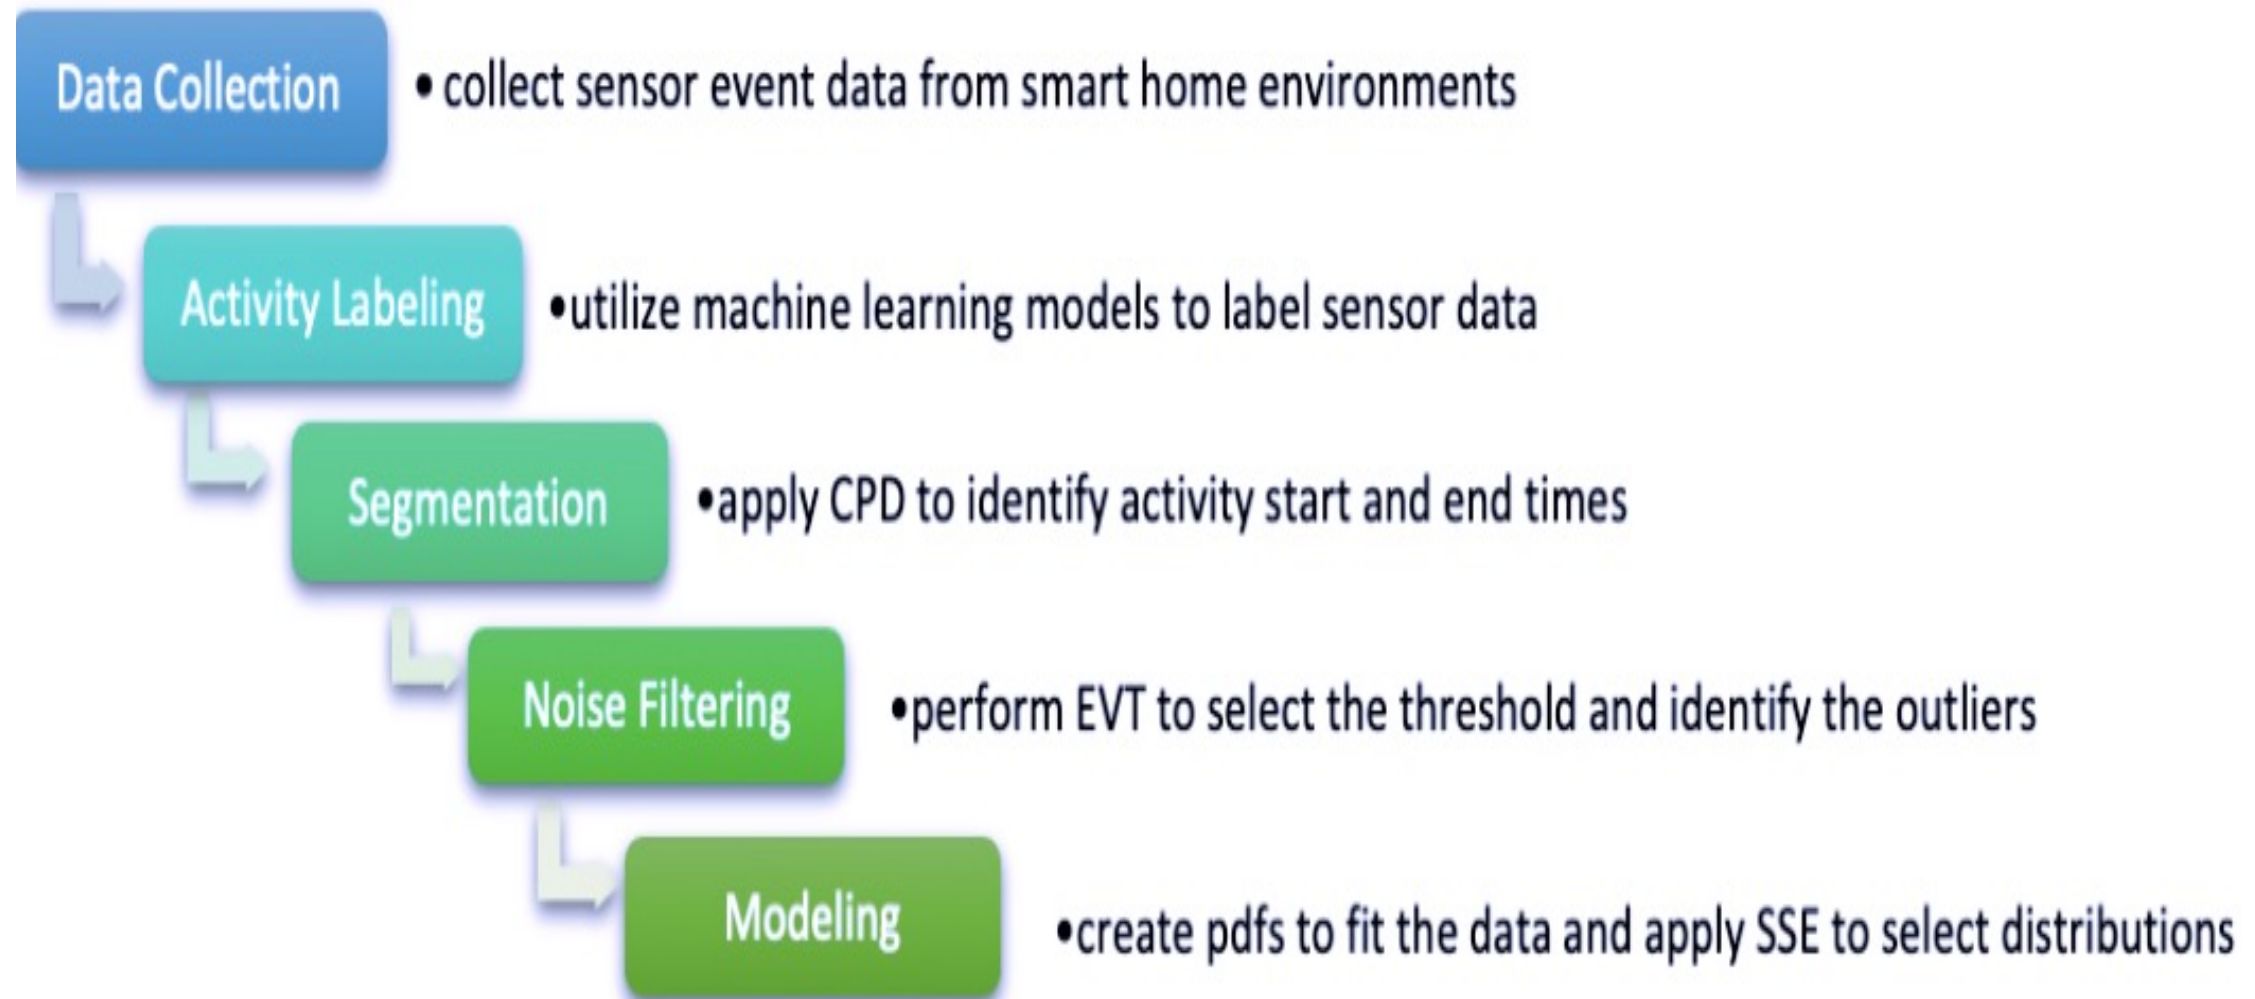 Data Collection
• collect sensor event data from smart home environments
Activity Labeling
•utilize machine learning models to label sensor data
Segmentation
•apply CPD to identify activity start and end times
Noise Filtering
•perform EVT to select the threshold and identify the outliers
Modeling
•create pdfs to fit the data and apply SSE to select distributions